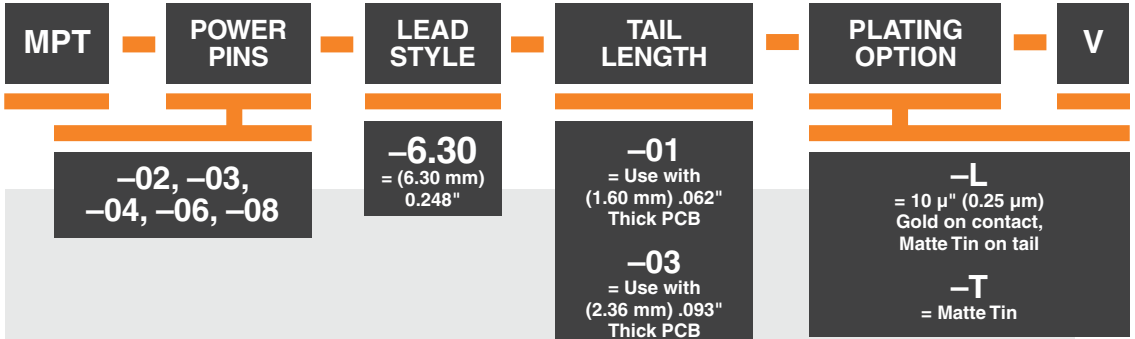 MPT
POWER
PINS
LEAD
STYLE
TAIL
LENGTH
PLATING
OPTION
V
–02, –03,
–04, –06, –08
–6.30
= (6.30 mm)
0.248"
–01
= Use with
(1.60 mm) .062"
Thick PCB
–03
= Use with
(2.36 mm) .093"
Thick PCB
–L
= 10 µ" (0.25 µm)
Gold on contact,
Matte Tin on tail
–T
= Matte Tin